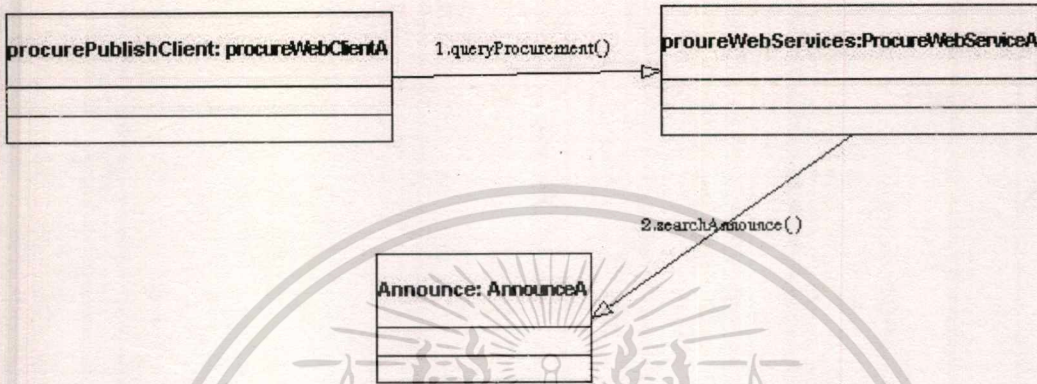 procurePublishClient: procureWebClientA
1.queryProcurement()
proureWebServices:ProcureWebServiceA
2.searchAnnounce()
Announce: AnnounceA